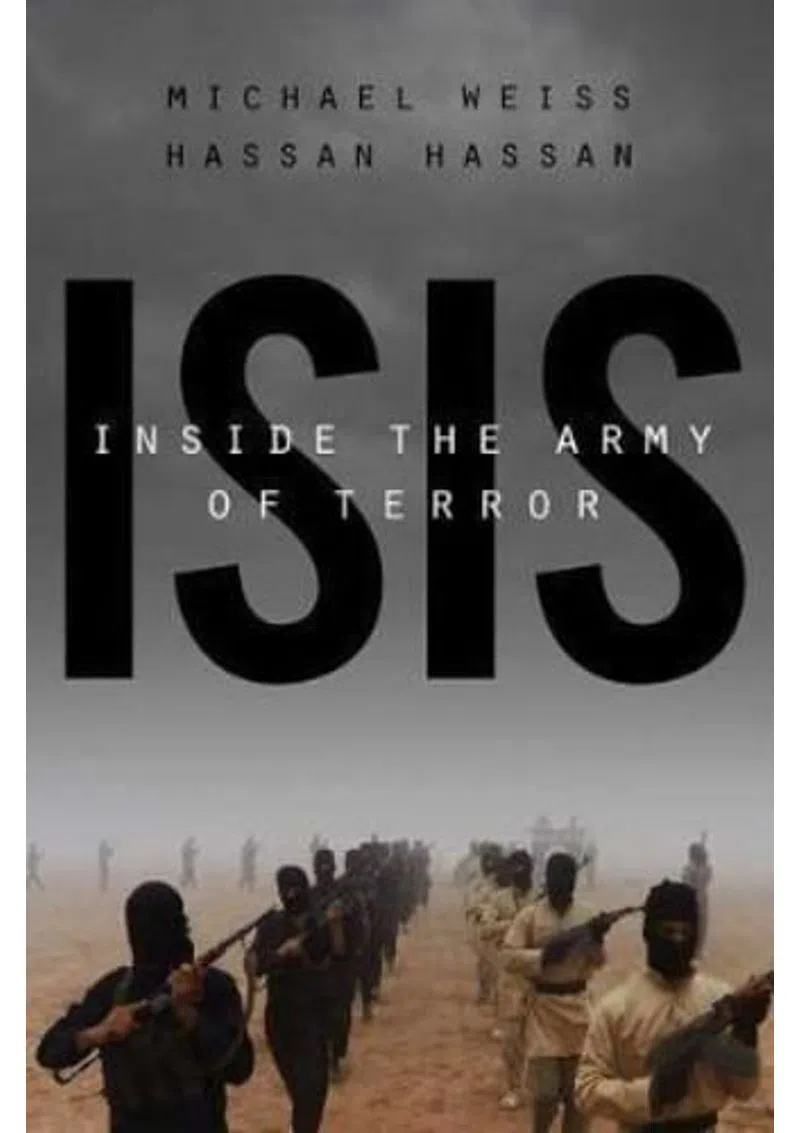 MICHAEL WEISS
HASSAN HASSAN
ISIS
INSIDE THE ARMY
OF TERROR